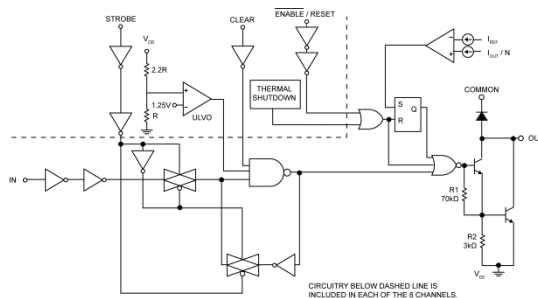 STROBE
CLEAR
ENABLE / RESET
VDD
2.2R
1.25V
R
ULVO
THERMAL
SHUTDOWN
IREF
IOUT / N
S
Q
R
COMMON
OU
IN
R1
70kΩ
R2
3kΩ
VEE
CIRCUITRY BELOW DASHED LINE IS
INCLUDED IN EACH OF THE 8 CHANNELS.